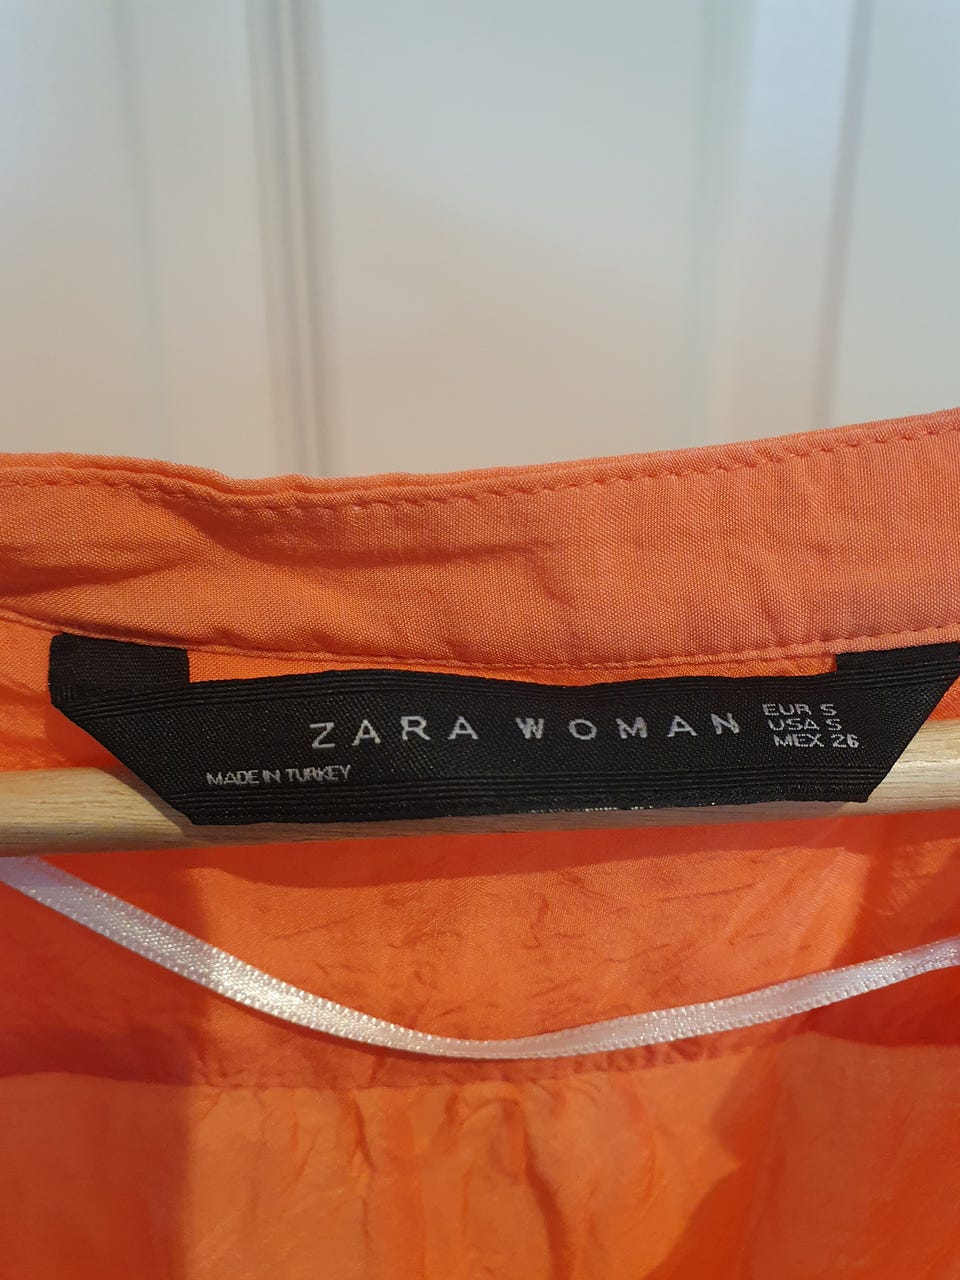 ZARA WOMAN
EUR S
USA S
MEX 26
MADE IN TURKEY